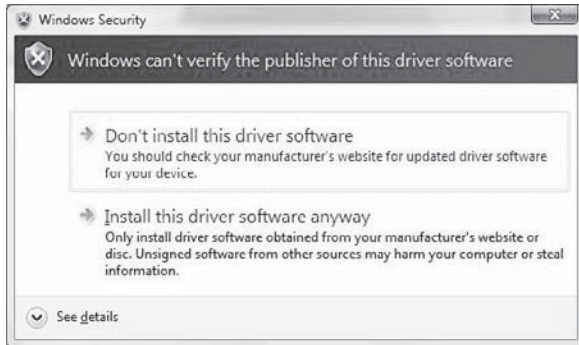 Windows Security
Windows can't verify the publisher of this driver software
Don't install this driver software
You should check your manufacturer's website for updated driver software
for your device.
Install this driver software anyway
Only install driver software obtained from your manufacturer's website or
disc. Unsigned software from other sources may harm your computer or steal
information.
See details